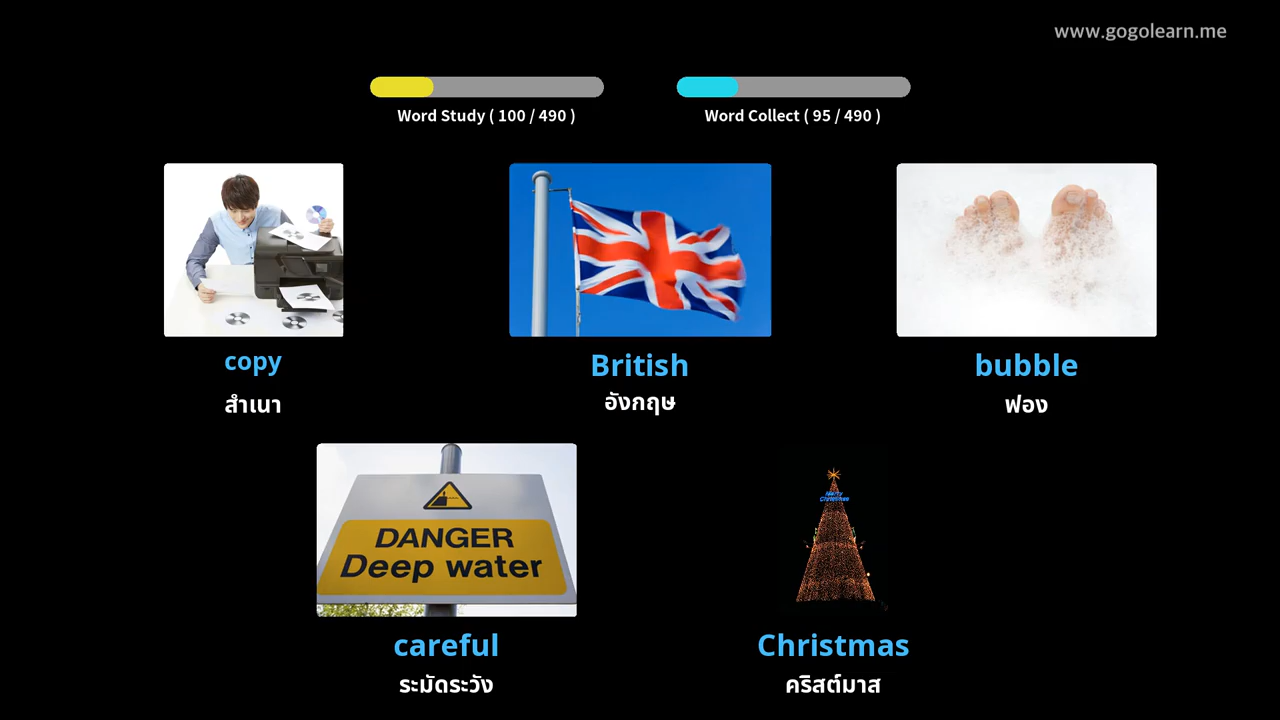 www.gogolearn.me
Word Study ( 100 / 490 )
Word Collect ( 95 / 490 )
copy
สำเนา
British
อังกฤษ
bubble
ฟอง
DANGER
Deep water
careful
ระมัดระวัง
Merry
Christmas
Christmas
คริสต์มาส